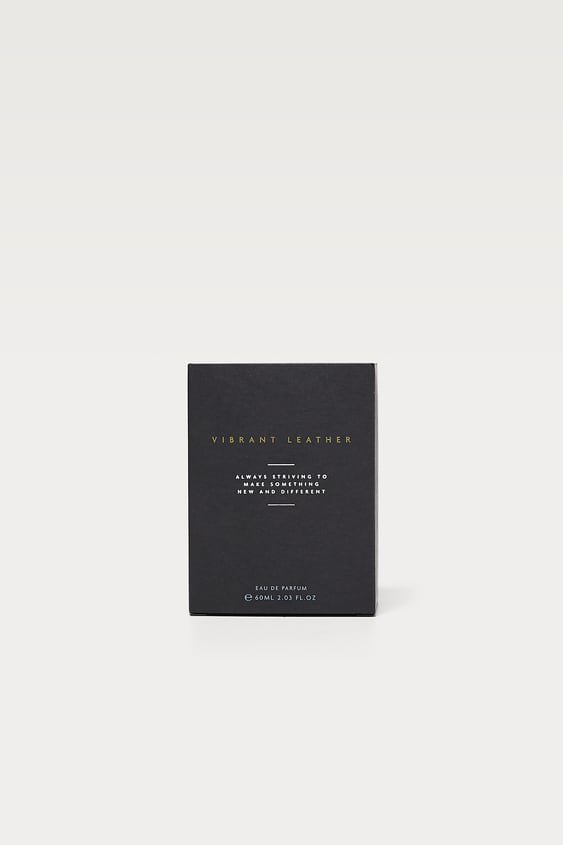 VIBRANT LEATHER
ALWAYS STRIVING TO
MAKE SOMETHING
NEW AND DIFFERENT
EAU DE PARFUM
℮ 60ML 2.03 FL.OZ